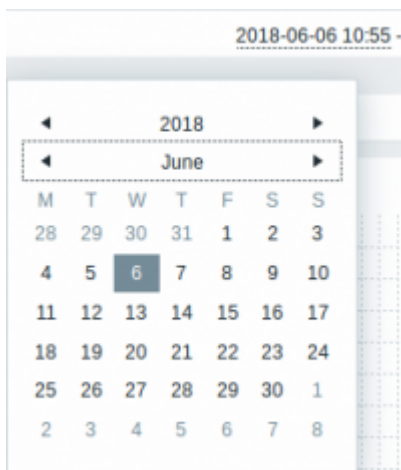 2018-06-06 10:55 -
◄ 2018 ►
◄ June ►
M T W T F S S
28 29 30 31 1 2 3
4 5 6 7 8 9 10
11 12 13 14 15 16 17
18 19 20 21 22 23 24
25 26 27 28 29 30 1
2 3 4 5 6 7 8